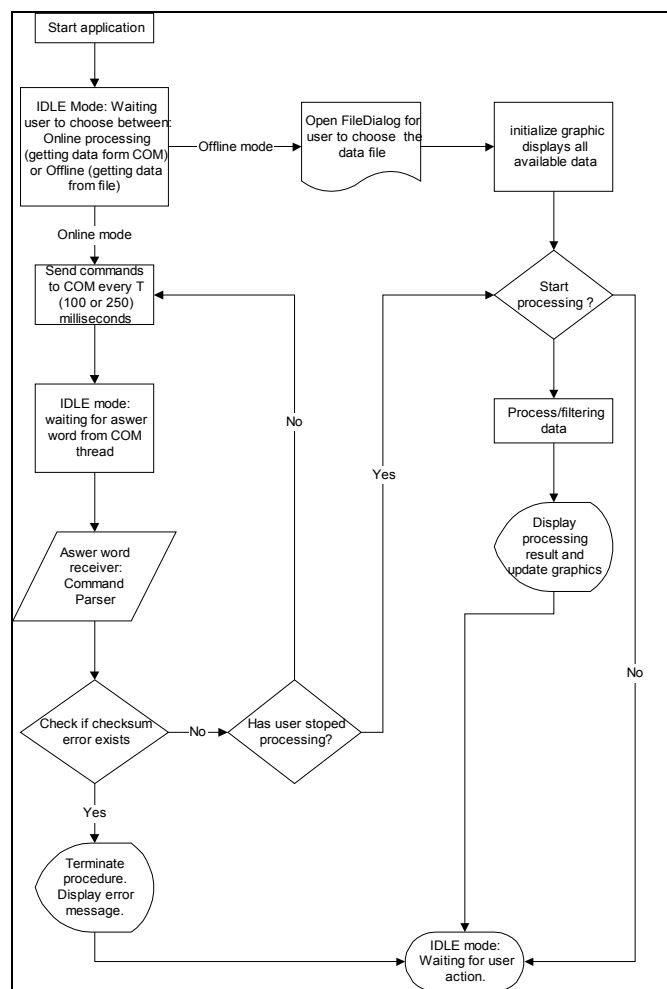 Start application
IDLE Mode: Waiting
user to choose between:
Online processing
(getting data form COM)
or Offline (getting data
from file)
Offline mode
Open FileDialog for
user to choose the
data file
initialize graphic
displays all
available data
Online mode
Send commands
to COM every T
(100 or 250)
milliseconds
Start
processing ?
IDLE mode:
waiting for aswer
word from COM
thread
No
Yes
Process/filtering
data
Aswer word
receiver:
Command
Parser
Display
processing
result and
update graphics
No
Check if checksum
error exists
No
Has user stoped
processing?
Yes
Terminate
procedure.
Display error
message.
IDLE mode:
Waiting for user
action.